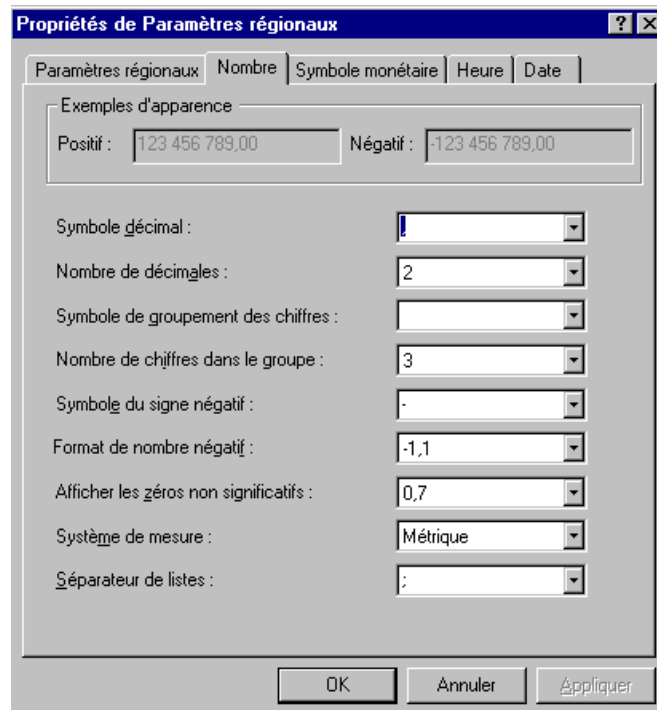 Propriétés de Paramètres régionaux
Paramètres régionaux Nombre Symbole monétaire Heure Date
Exemples d'apparence
Positif : 123 456 789,00 Négatif : -123 456 789,00
Symbole décimal : ,
Nombre de décimales : 2
Symbole de groupement des chiffres :
Nombre de chiffres dans le groupe : 3
Symbole du signe négatif : -
Format de nombre négatif : -1,1
Afficher les zéros non significatifs : 0,7
Système de mesure : Métrique
Séparateur de listes : ;
OK Annuler Appliquer